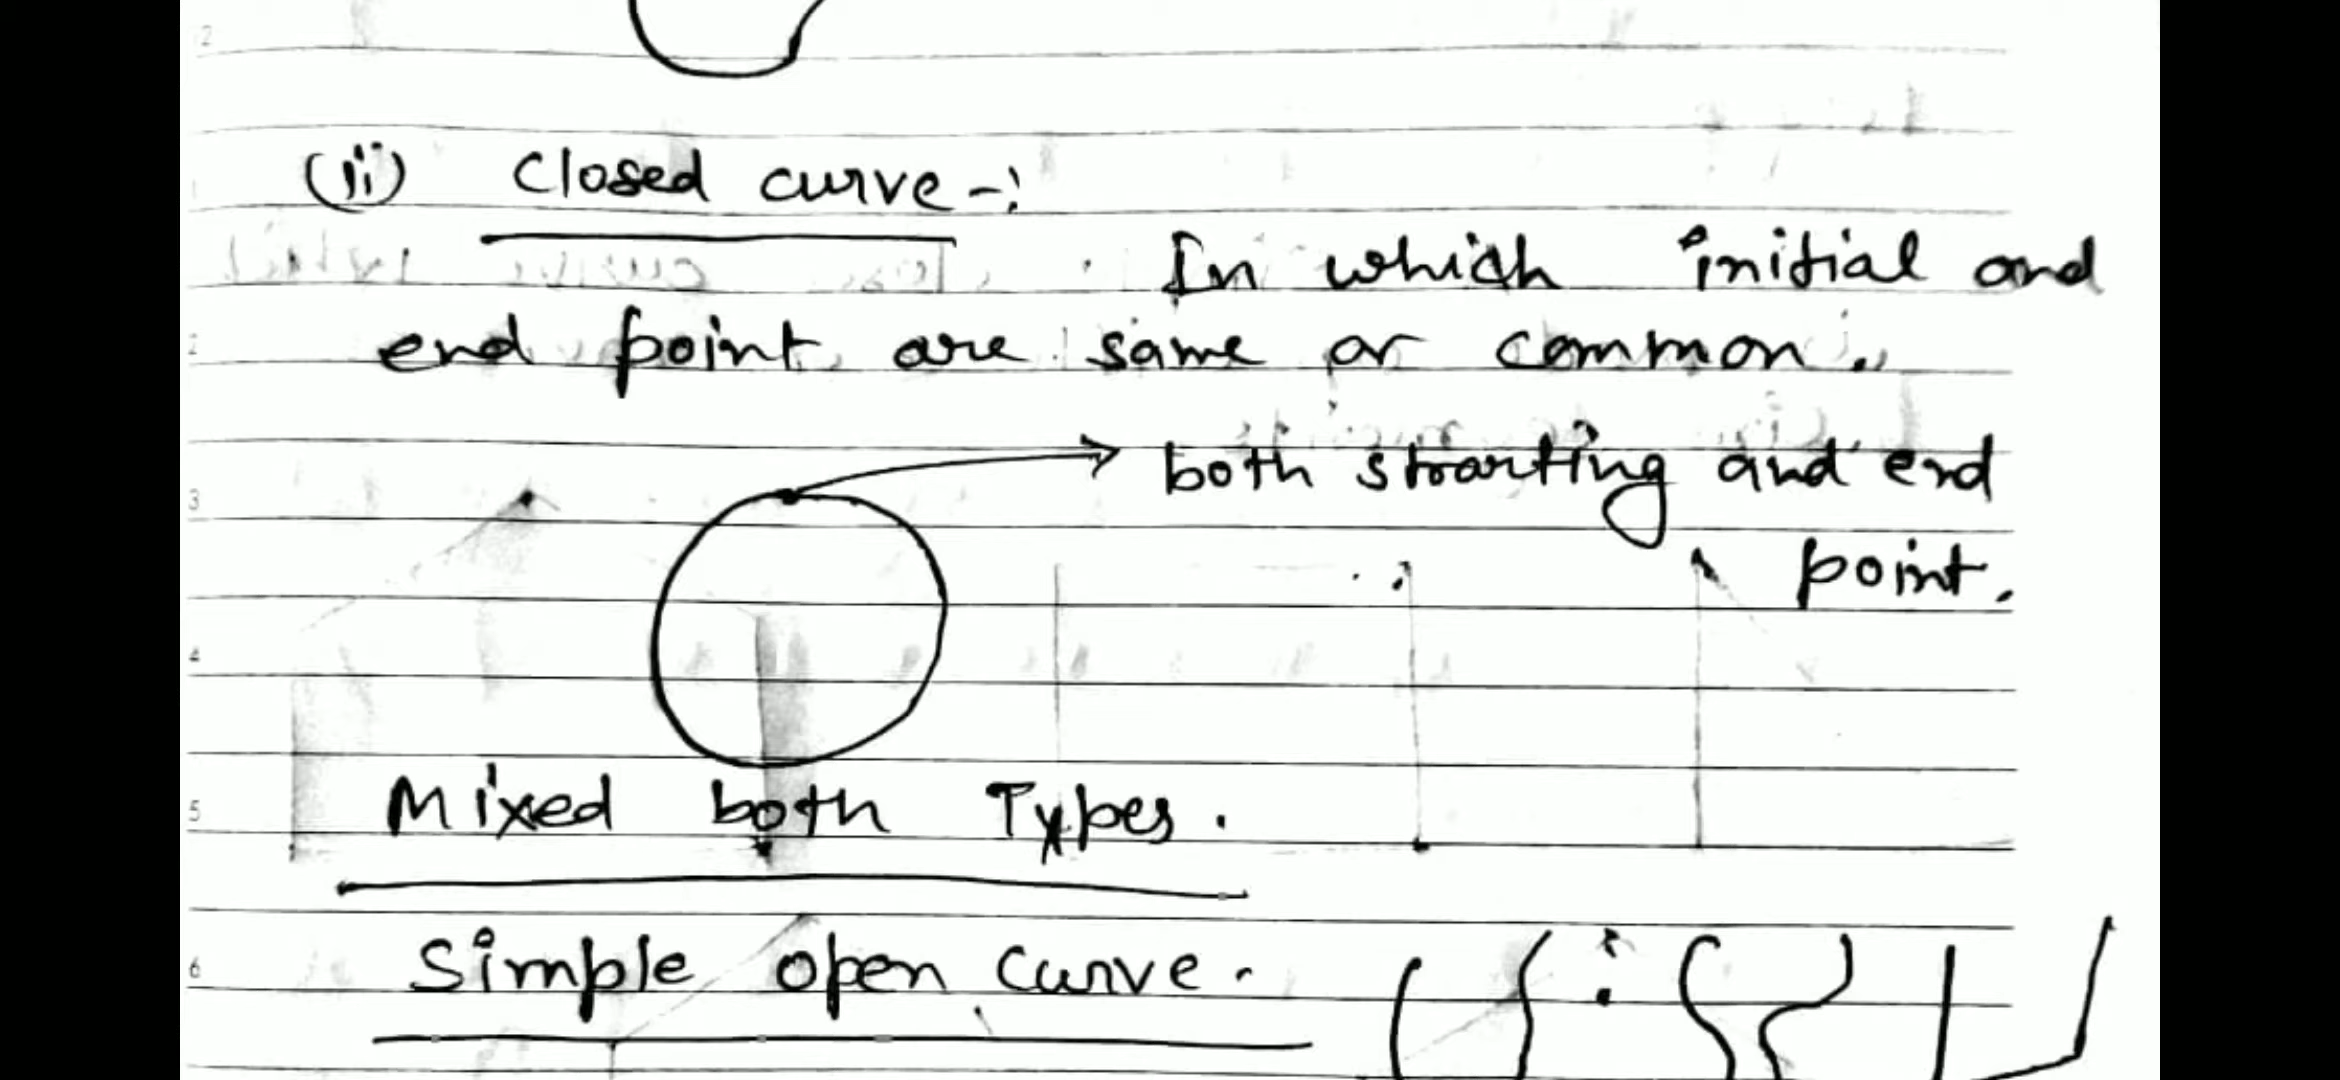 (ii) Closed curve -:
In which initial and
end point are same or common.
both strarting and end
point.
Mixed both Types.
Simple open curve.